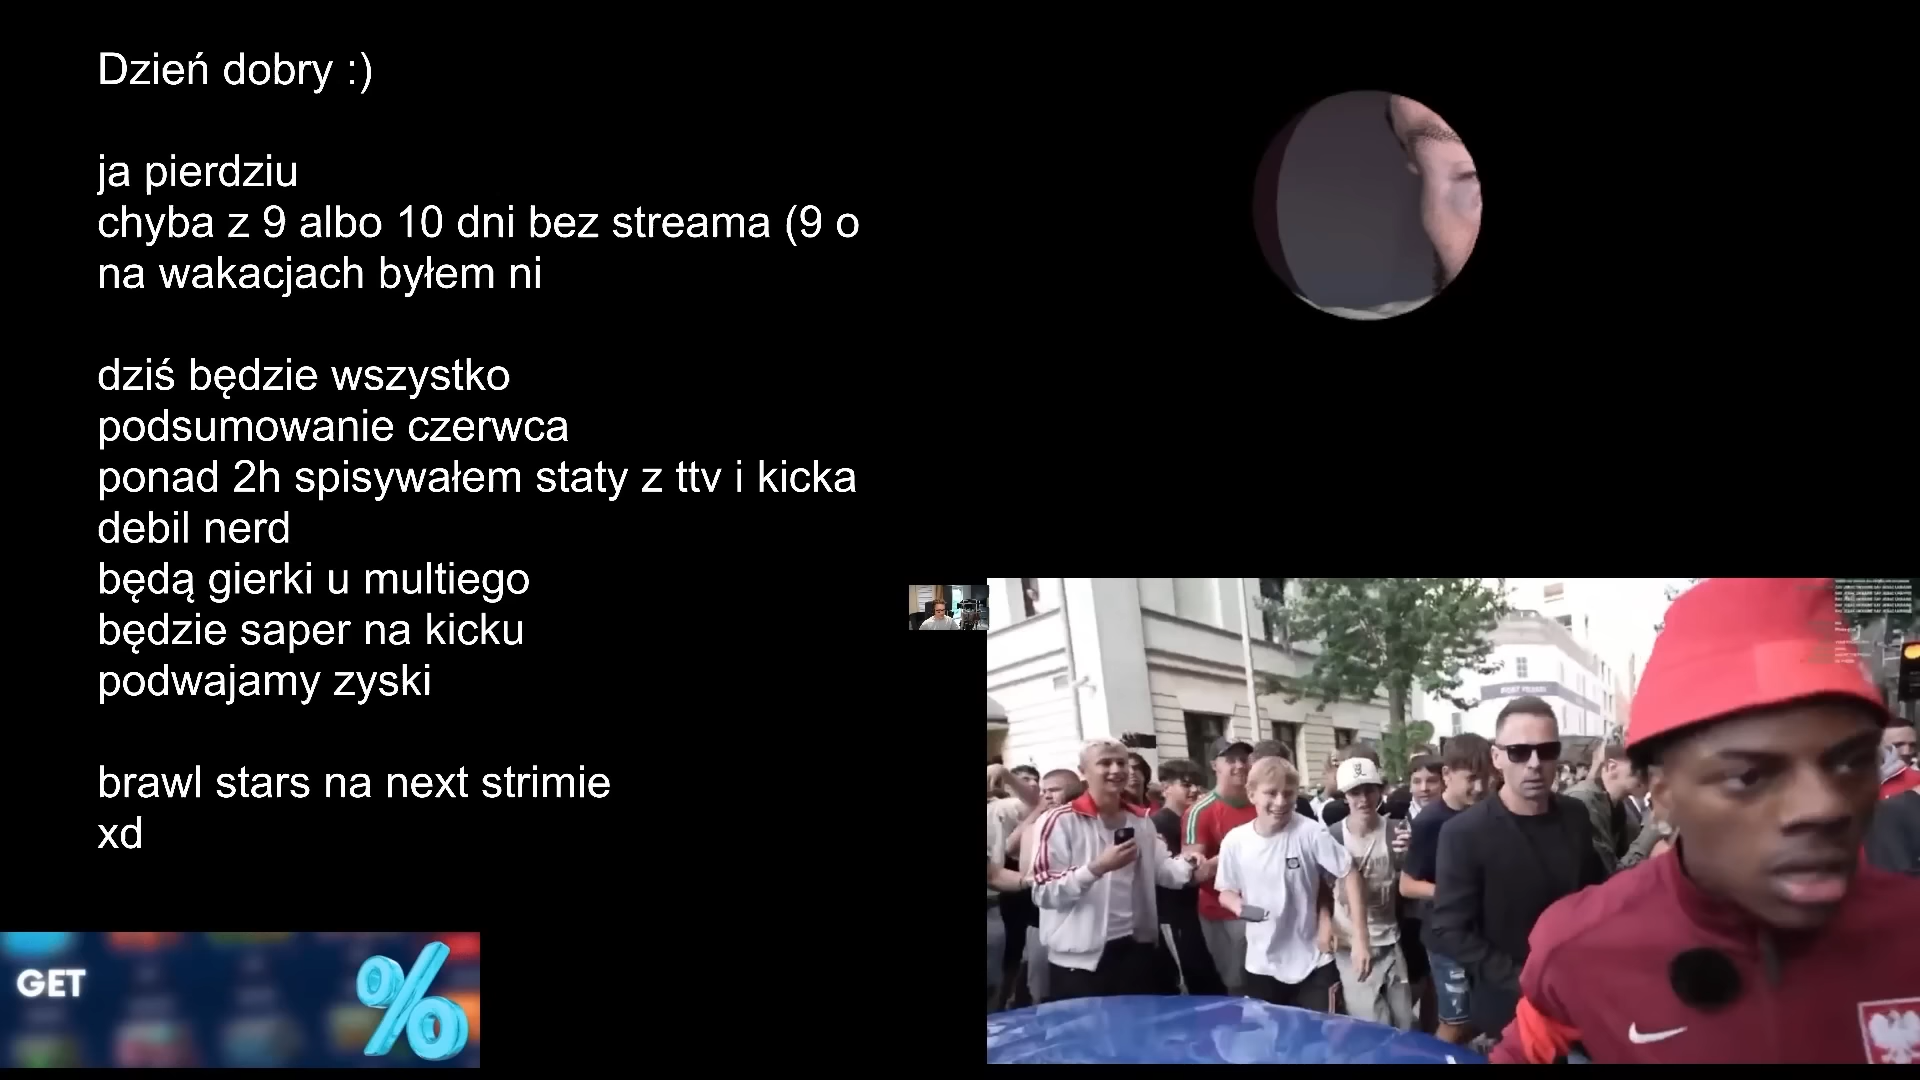 Dzień dobry :)
ja pierdziu
chyba z 9 albo 10 dni bez streama (9 o
na wakacjach byłem ni
dziś będzie wszystko
podsumowanie czerwca
ponad 2h spisywałem staty z ttv i kicka
debil nerd
będą gierki u multiego
będzie saper na kicku
podwajamy zyski
brawl stars na next strimie
xd
GET
%